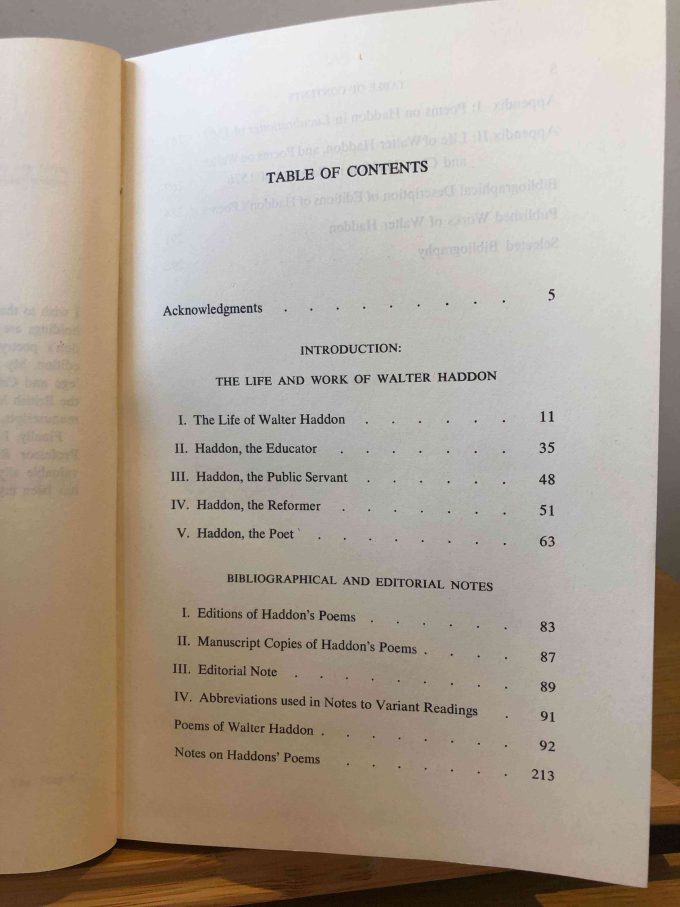 TABLE OF CONTENTS
Acknowledgments . . . . . . . . . 5
INTRODUCTION:
THE LIFE AND WORK OF WALTER HADDON
I. The Life of Walter Haddon . . . . . . 11
II. Haddon, the Educator . . . . . . . 35
III. Haddon, the Public Servant . . . . . . 48
IV. Haddon, the Reformer . . . . . . . 51
V. Haddon, the Poet . . . . . . . . 63
BIBLIOGRAPHICAL AND EDITORIAL NOTES
I. Editions of Haddon's Poems . . . . . . 83
II. Manuscript Copies of Haddon's Poems . . . . 87
III. Editorial Note . . . . . . . . . 89
IV. Abbreviations used in Notes to Variant Readings . 91
Poems of Walter Haddon . . . . . . . . 92
Notes on Haddons' Poems . . . . . . . 213